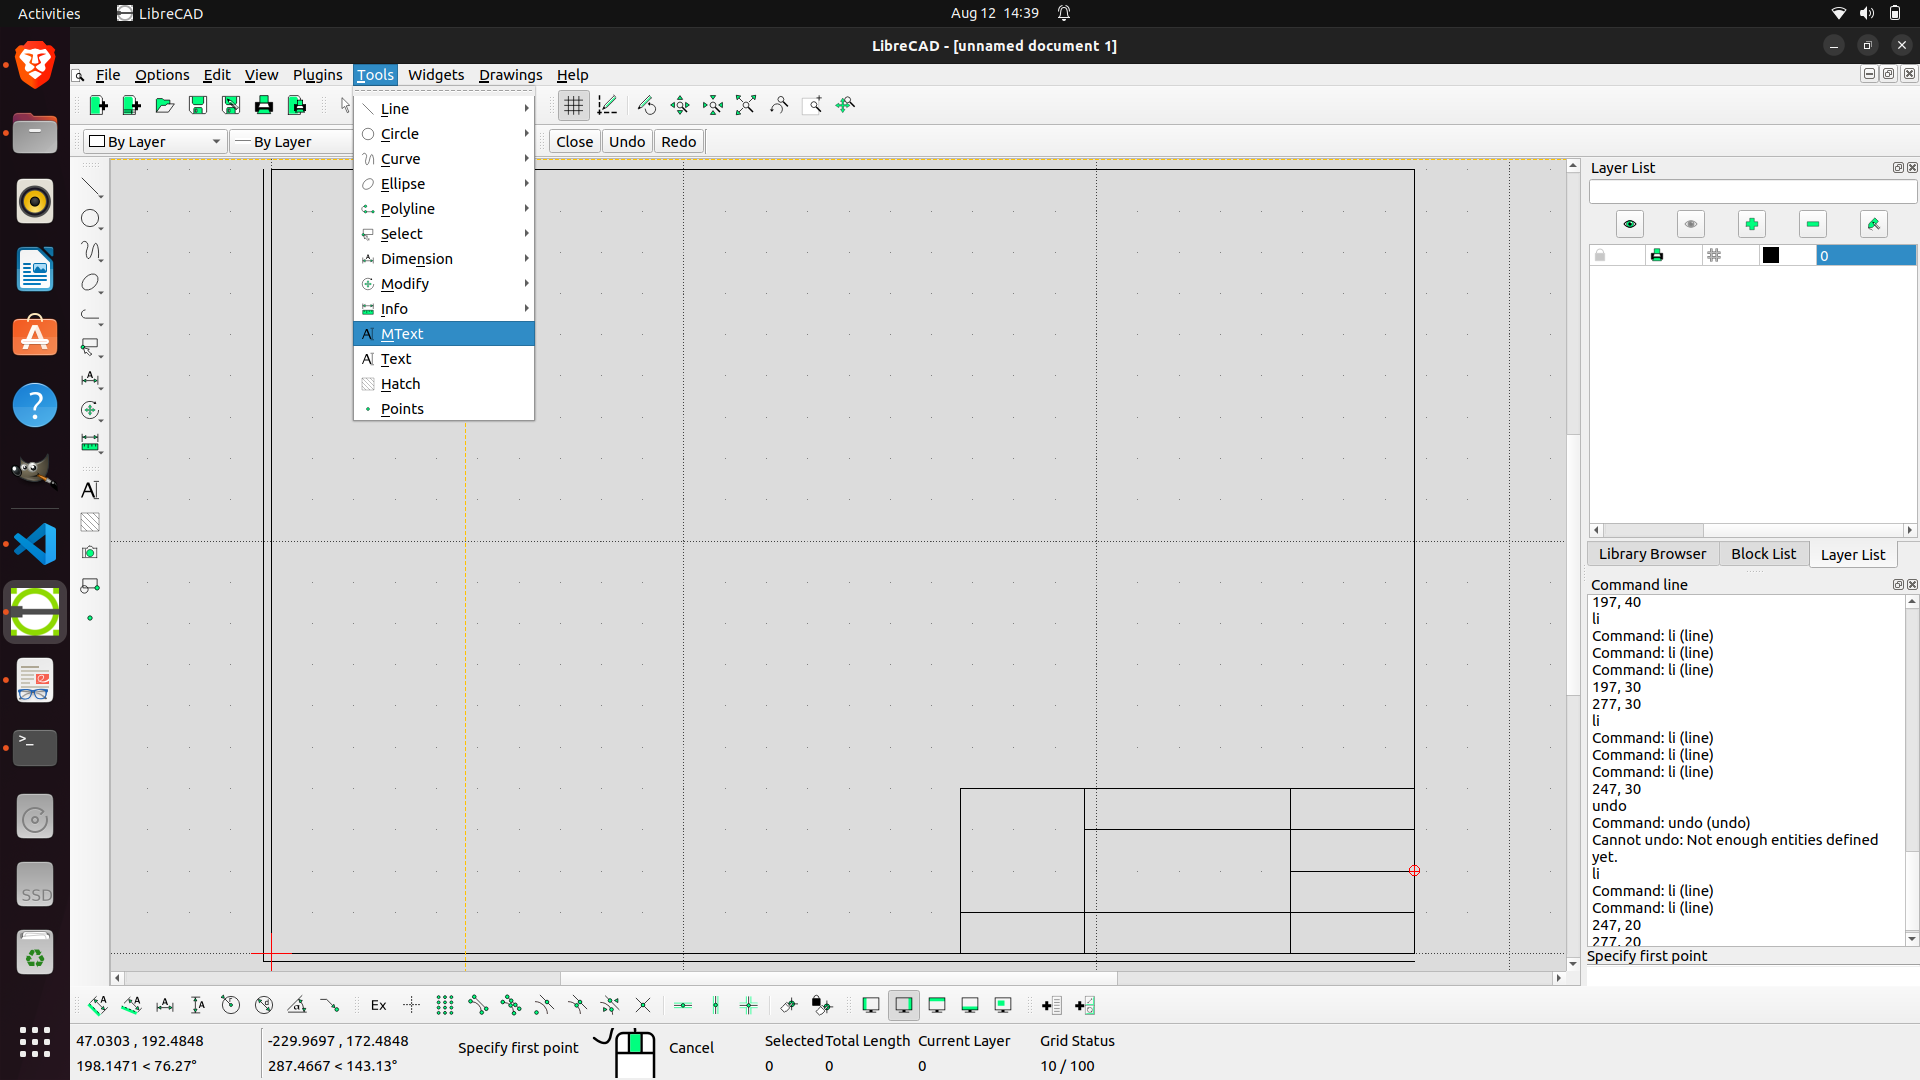 Activities
LibreCAD
Aug 12 14:39
LibreCAD - [unnamed document 1]
File Options Edit View Plugins Tools Widgets Drawings Help
By Layer
By Layer
Close Undo Redo
Line
Circle
Curve
Ellipse
Polyline
Select
Dimension
Modify
Info
MText
Text
Hatch
Points
Layer List
0
Library Browser Block List Layer List
Command line
197, 40
li
Command: li (line)
Command: li (line)
Command: li (line)
197, 30
277, 30
li
Command: li (line)
Command: li (line)
Command: li (line)
247, 30
undo
Command: undo (undo)
Cannot undo: Not enough entities defined
yet.
li
Command: li (line)
Command: li (line)
247, 20
277, 20
Specify first point
SSD
Ex
47.0303 , 192.4848
198.1471 < 76.27°
-229.9697 , 172.4848
287.4667 < 143.13°
Specify first point
Cancel
Selected Total Length Current Layer Grid Status
0 0 0 10 / 100